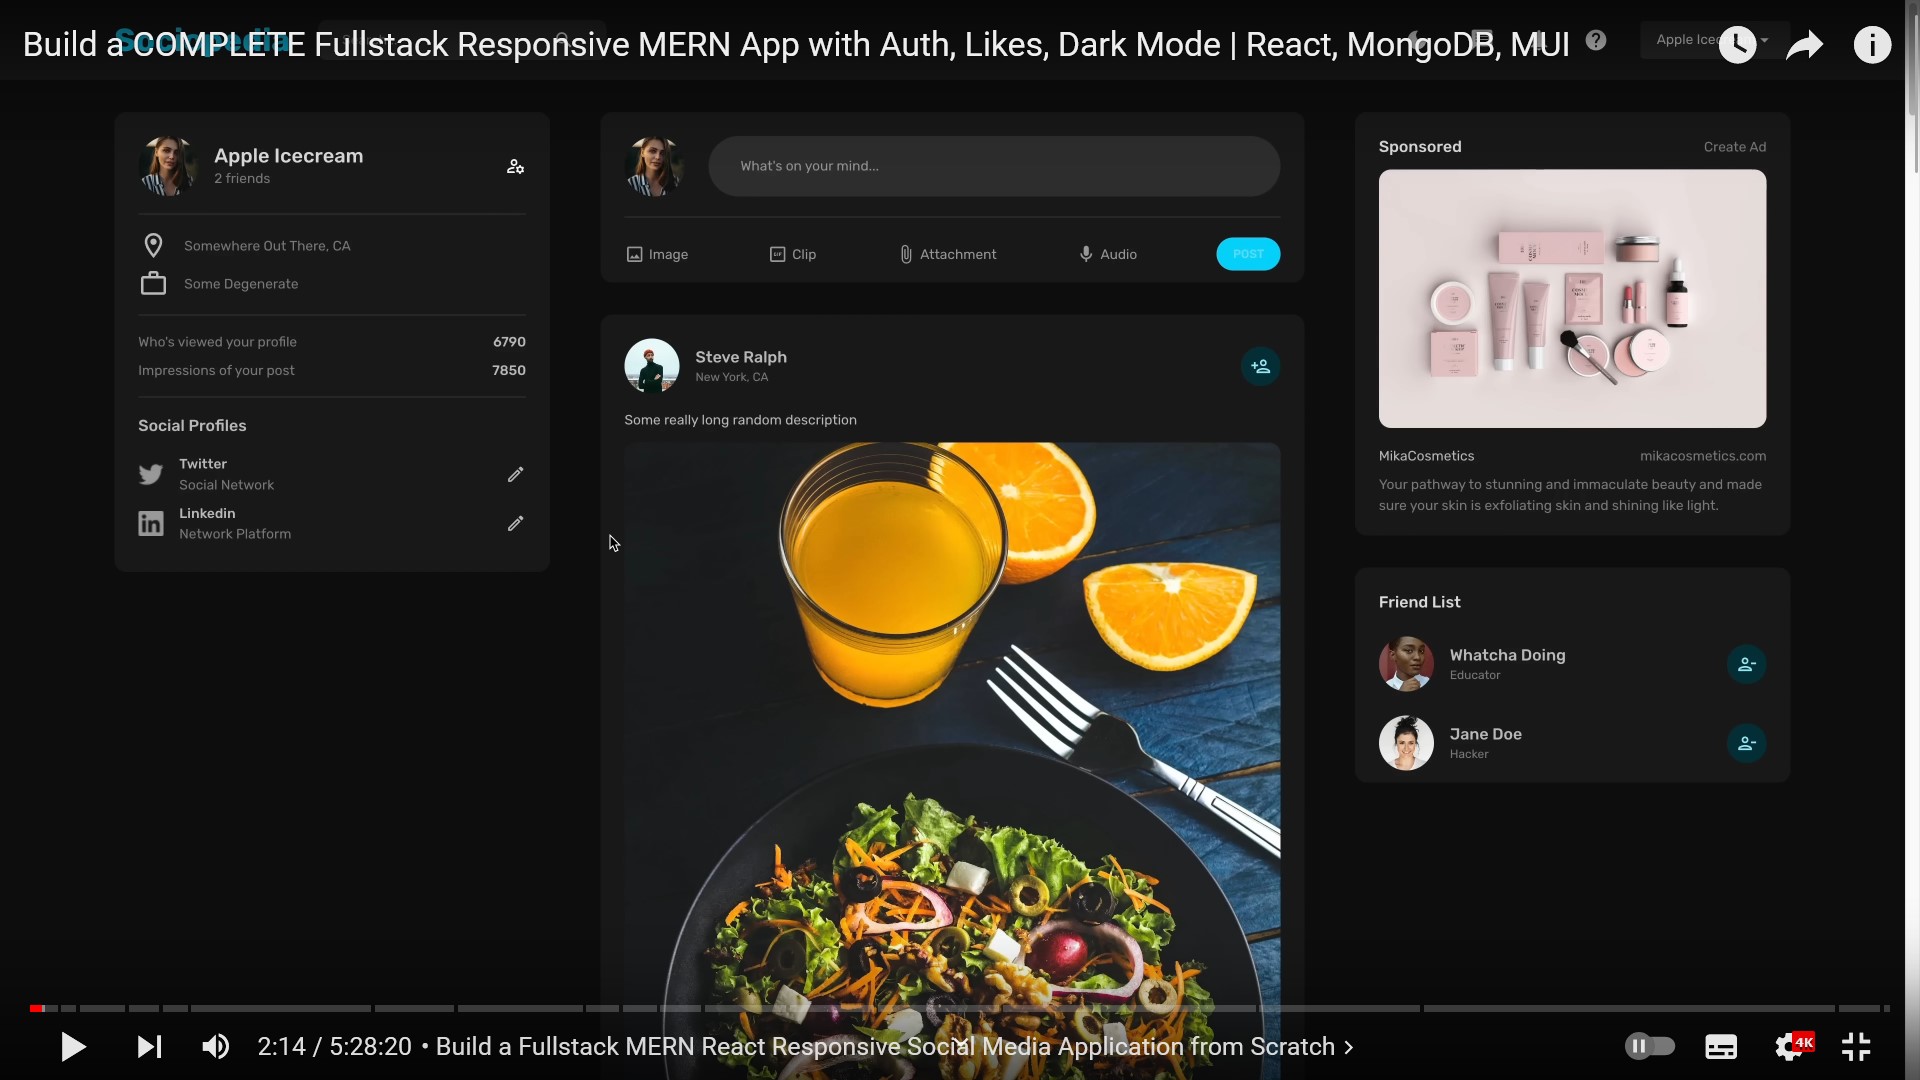 Build a COMPLETE Fullstack Responsive MERN App with Auth, Likes, Dark Mode | React, MongoDB, MUI
Sociopedia
Apple Icecream
2 friends
Somewhere Out There, CA
Some Degenerate
Who's viewed your profile 6790
Impressions of your post 7850
Social Profiles
Twitter
Social Network
Linkedin
Network Platform
What's on your mind...
Image
Clip
Attachment
Audio
POST
Steve Ralph
New York, CA
Some really long random description
Sponsored
Create Ad
MikaCosmetics
mikacosmetics.com
Your pathway to stunning and immaculate beauty and made
sure your skin is exfoliating skin and shining like light.
Friend List
Whatcha Doing
Educator
Jane Doe
Hacker
2:14 / 5:28:20 • Build a Fullstack MERN React Responsive Social Media Application from Scratch
4K